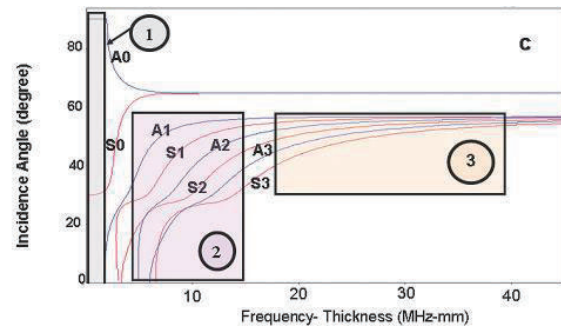 80
60
40
20
0
Incidence Angle (degree)
A0
1
C
S0
A1
S1
A2
S2
A3
S3
2
3
10
20
30
40
Frequency- Thickness (MHz-mm)